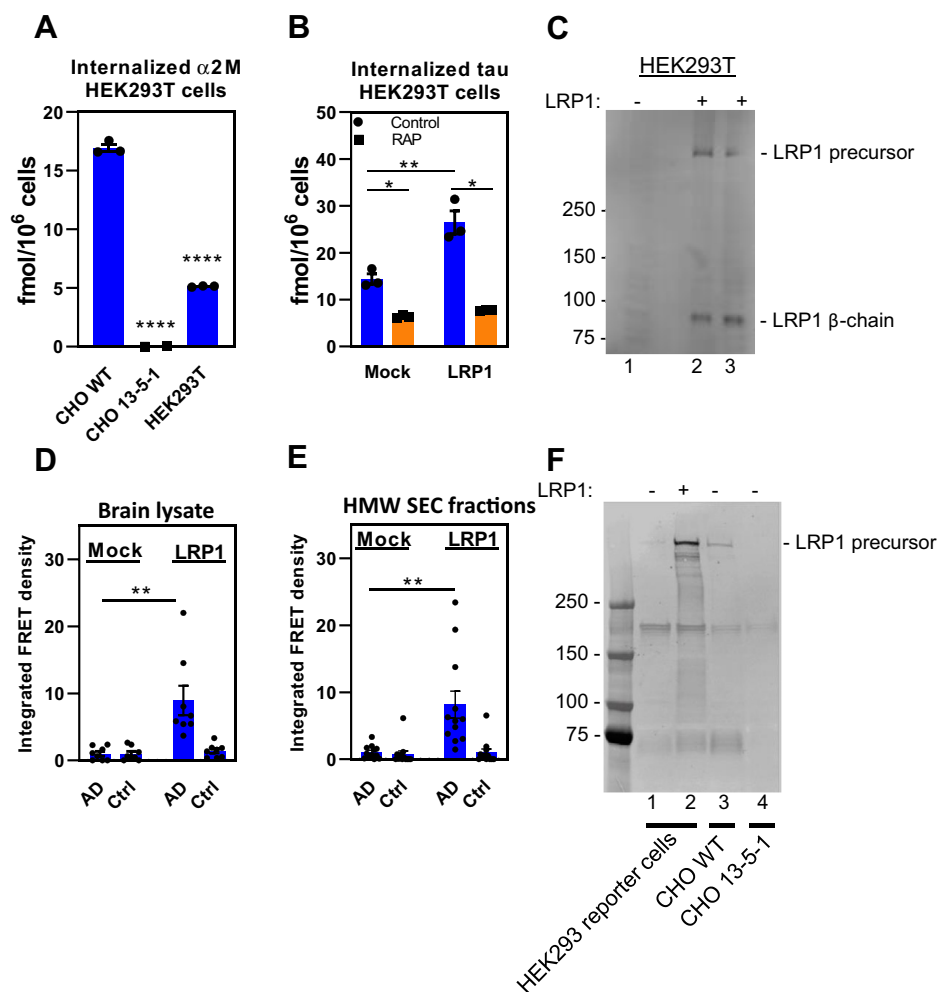 A
Internalized α2M
HEK293T cells
fmol/10⁶ cells
20
15
10
5
0
****
****
CHO WT
CHO 13-5-1
HEK293T
B
Internalized tau
HEK293T cells
fmol/10⁶ cells
50
40
30
20
10
0
Control
RAP
**
*
*
Mock
LRP1
C
HEK293T
LRP1: - + +
- LRP1 precursor
250 -
150 -
100 -
- LRP1 β-chain
75 -
1 2 3
D
Brain lysate
Integrated FRET density
30
20
10
0
Mock
LRP1
**
AD
Ctrl
AD
Ctrl
E
HMW SEC fractions
Integrated FRET density
30
20
10
0
Mock
LRP1
**
AD
Ctrl
AD
Ctrl
F
LRP1: - + - -
- LRP1 precursor
250 -
150 -
100 -
75 -
1 2 3 4
HEK293 reporter cells
CHO WT
CHO 13-5-1